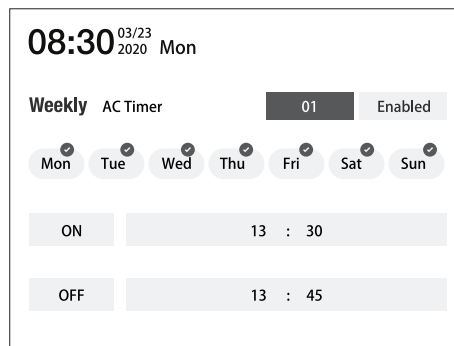 08:30 03/23 2020 Mon
Weekly AC Timer 01 Enabled
Mon Tue Wed Thu Fri Sat Sun
ON 13 : 30
OFF 13 : 45